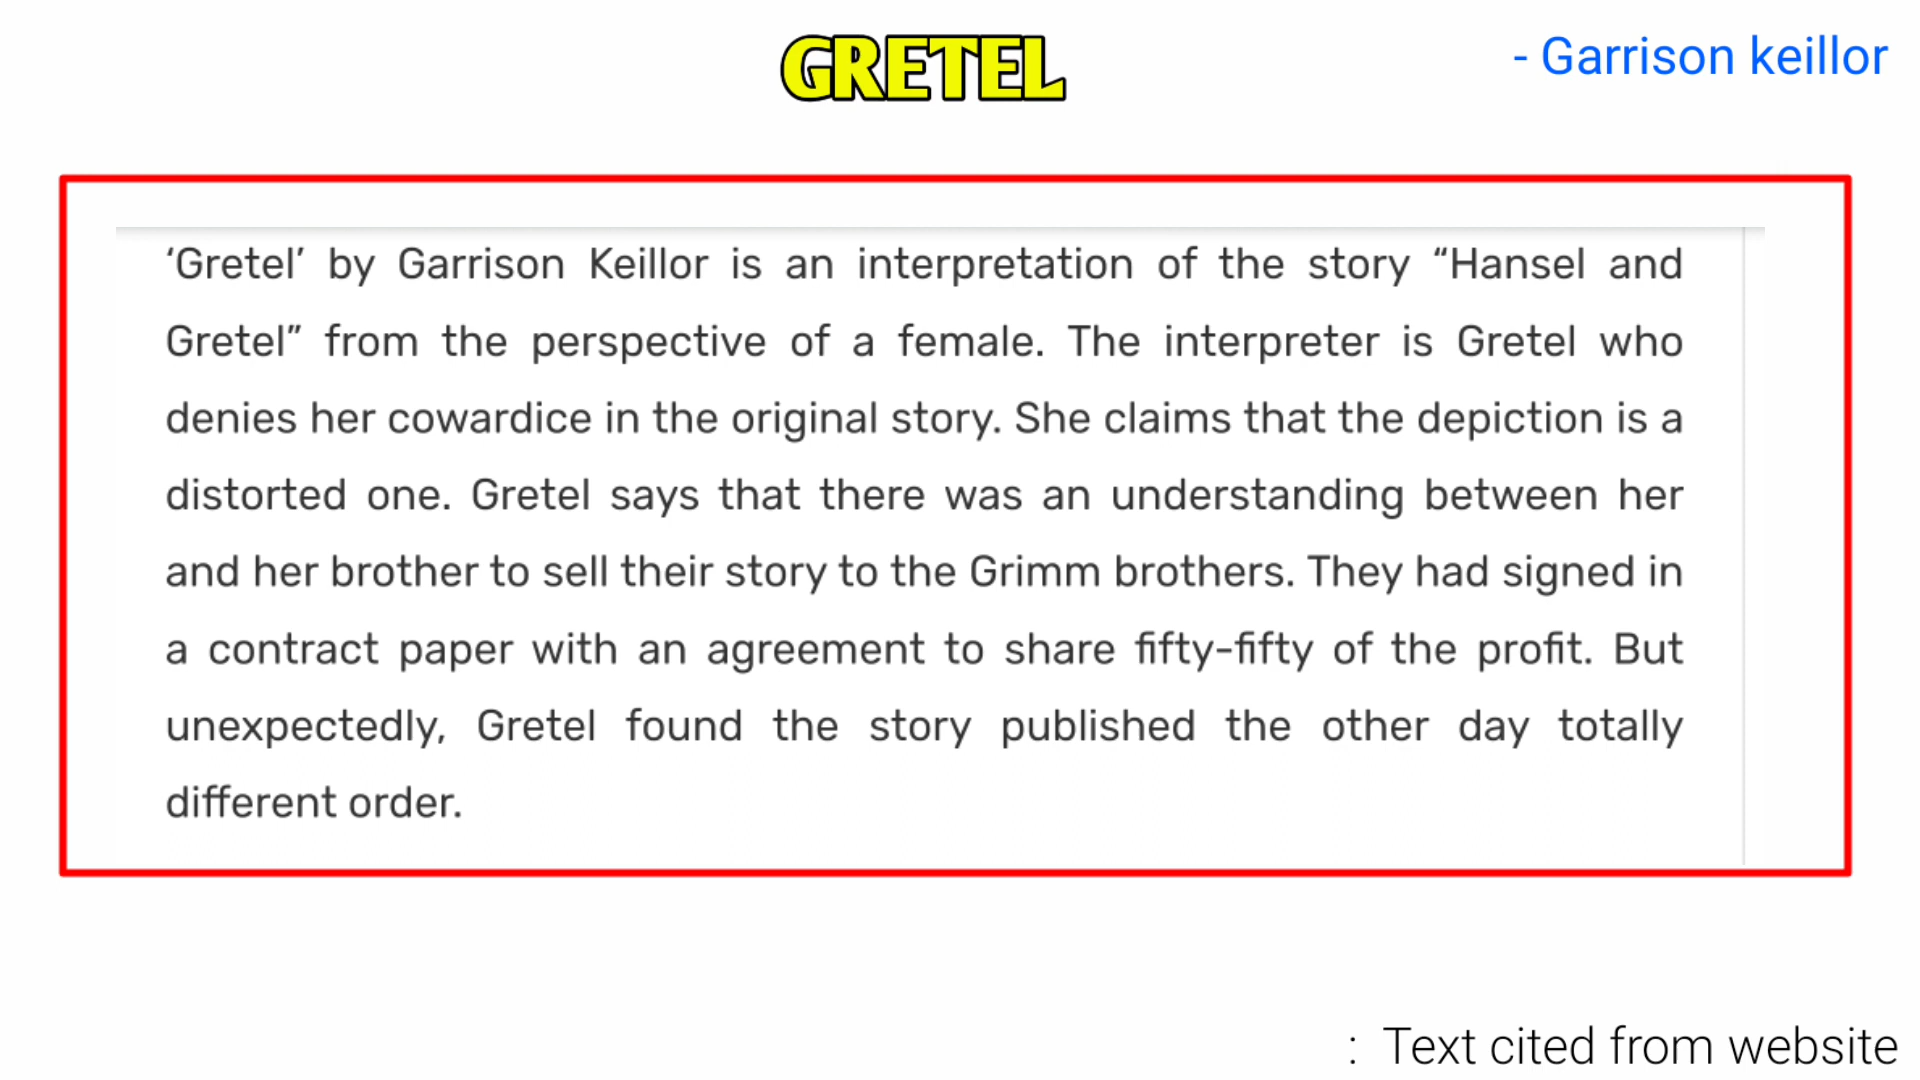 GRETEL
- Garrison keillor
‘Gretel’ by Garrison Keillor is an interpretation of the story “Hansel and
Gretel” from the perspective of a female. The interpreter is Gretel who
denies her cowardice in the original story. She claims that the depiction is a
distorted one. Gretel says that there was an understanding between her
and her brother to sell their story to the Grimm brothers. They had signed in
a contract paper with an agreement to share fifty-fifty of the profit. But
unexpectedly, Gretel found the story published the other day totally
different order.
: Text cited from website